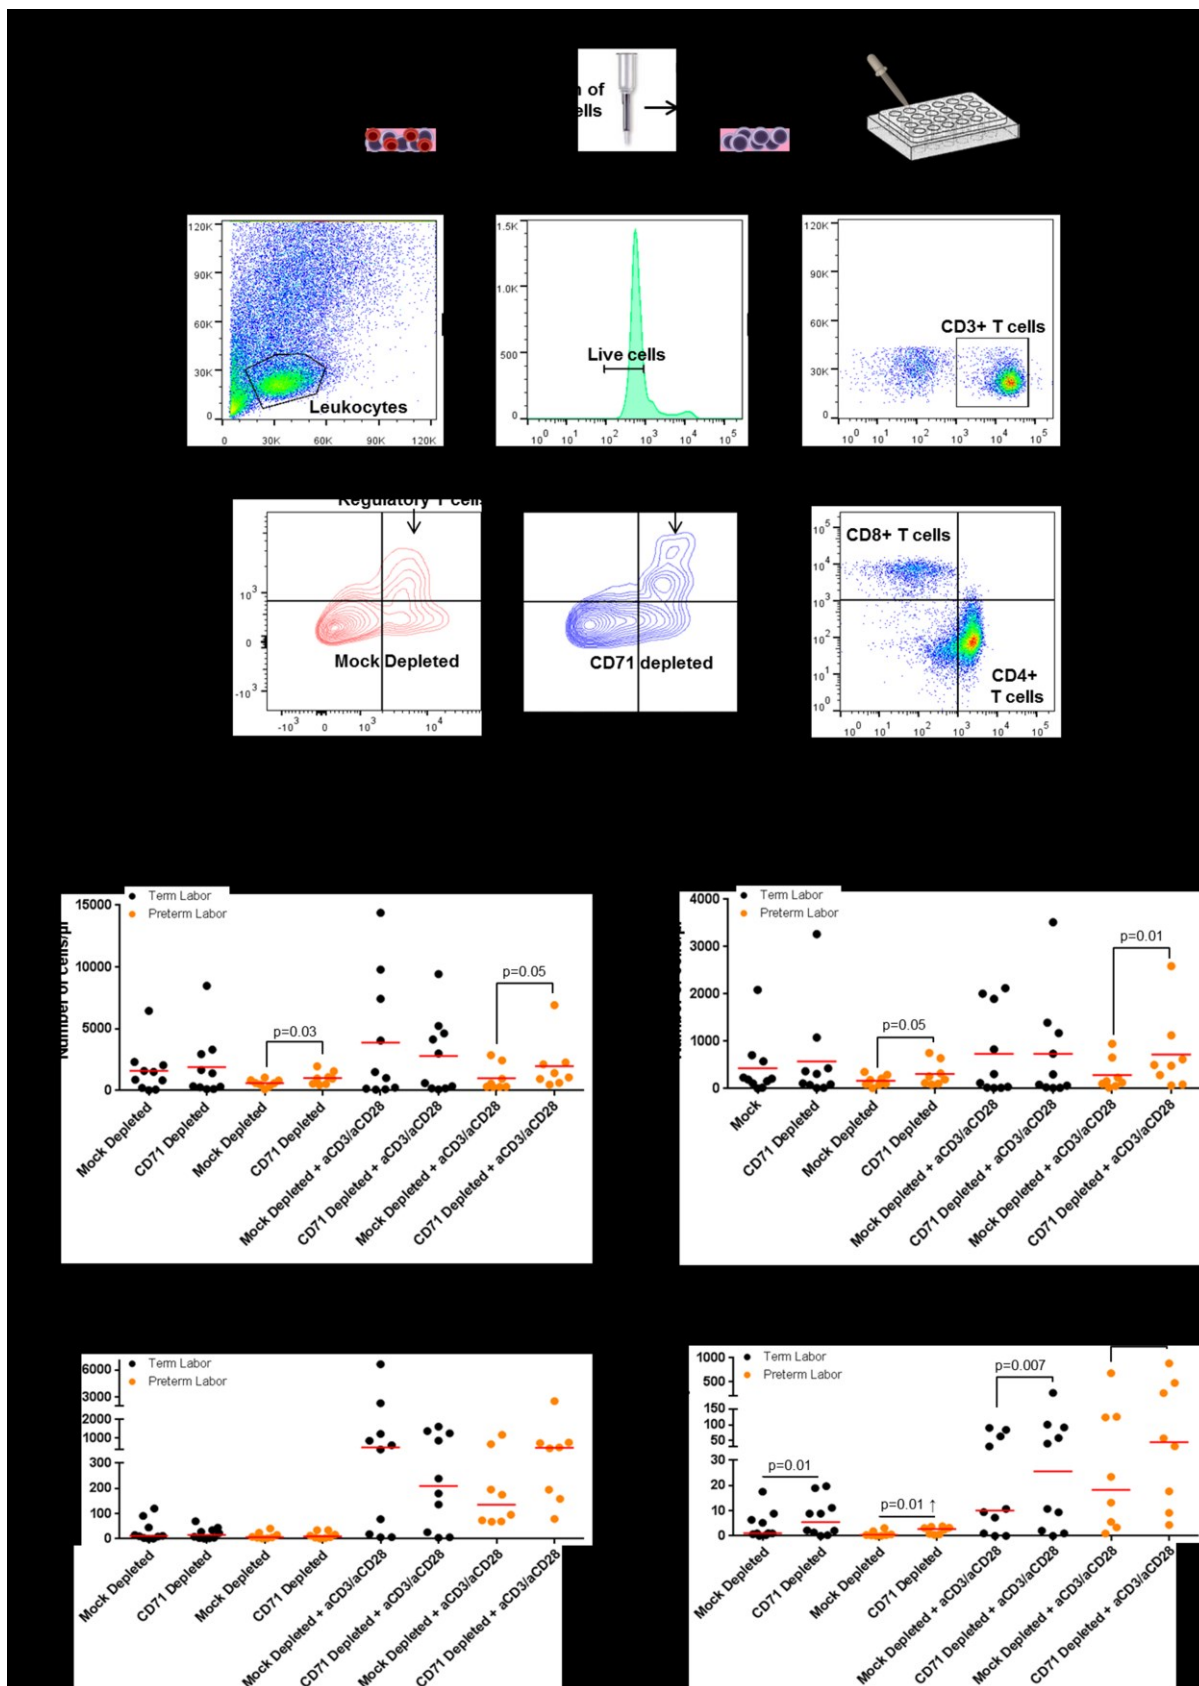 n of
ells
120K
90K
60K
30K
0
0 30K 60K 90K 120K
Leukocytes
1.5K
1.0K
500
0
10^0 10^1 10^2 10^3 10^4 10^5
Live cells
120K
90K
60K
30K
0
10^0 10^1 10^2 10^3 10^4 10^5
CD3+ T cells
Regulatory T cells
10^3
0
-10^3
-10^3 0 10^3 10^4
Mock Depleted
CD71 depleted
10^5
10^4
10^3
10^2
10^1
10^0
10^0 10^1 10^2 10^3 10^4 10^5
CD8+ T cells
CD4+
T cells
Term Labor
Preterm Labor
Number of cells/µl
15000
10000
5000
0
p=0.03
p=0.05
Mock Depleted
CD71 Depleted
Mock Depleted
CD71 Depleted
Mock Depleted + aCD3/aCD28
CD71 Depleted + aCD3/aCD28
Mock Depleted + aCD3/aCD28
CD71 Depleted + aCD3/aCD28
Term Labor
Preterm Labor
Number of cells/µl
4000
3000
2000
1000
0
p=0.05
p=0.01
Mock
CD71 Depleted
Mock Depleted
CD71 Depleted
Mock Depleted + aCD3/aCD28
CD71 Depleted + aCD3/aCD28
Mock Depleted + aCD3/aCD28
CD71 Depleted + aCD3/aCD28
Term Labor
Preterm Labor
6000
3000
2000
1000
0
300
200
100
0
Mock Depleted
CD71 Depleted
Mock Depleted
CD71 Depleted
Mock Depleted + aCD3/aCD28
CD71 Depleted + aCD3/aCD28
Mock Depleted + aCD3/aCD28
CD71 Depleted + aCD3/aCD28
Term Labor
Preterm Labor
1000
500
150
100
50
30
20
10
0
p=0.01
p=0.01 ↑
p=0.007
Mock Depleted
CD71 Depleted
Mock Depleted
CD71 Depleted
Mock Depleted + aCD3/aCD28
CD71 Depleted + aCD3/aCD28
Mock Depleted + aCD3/aCD28
CD71 Depleted + aCD3/aCD28